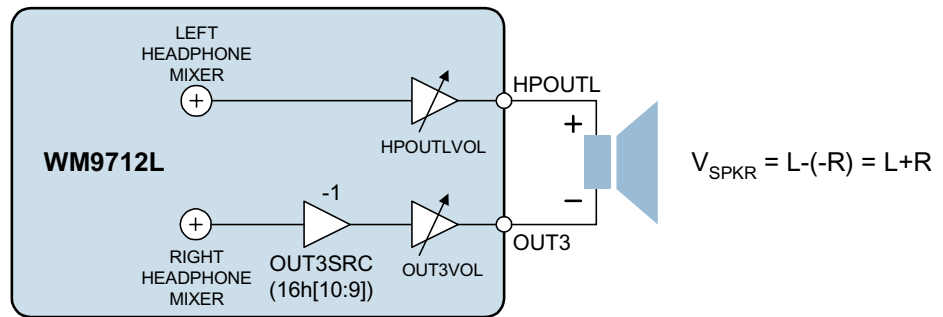 LEFT
HEADPHONE
MIXER
+
HPOUTL
HPOUTLVOL
+
WM9712L
V_SPKR = L-(-R) = L+R
-1
−
+
OUT3
RIGHT
HEADPHONE
MIXER
OUT3SRC
(16h[10:9])
OUT3VOL